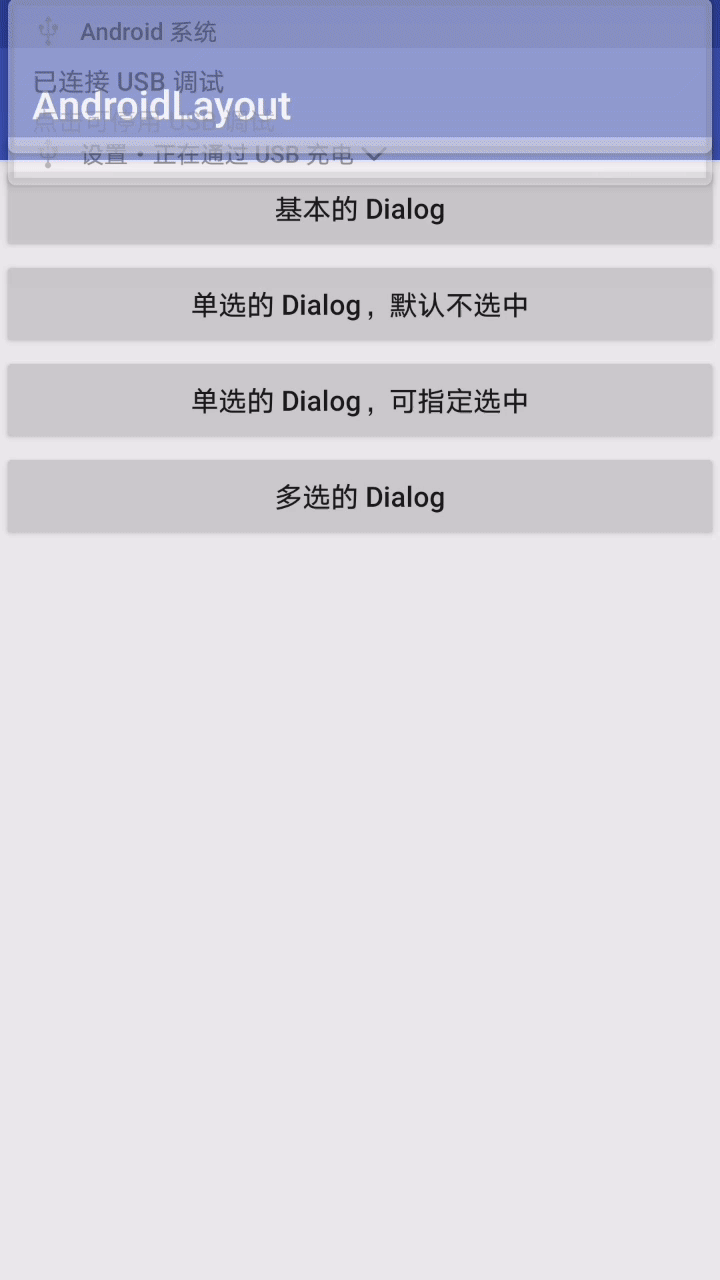 Android 系统
已连接 USB 调试
AndroidLayout
点击可停用 USB 调试
设置 • 正在通过 USB 充电
基本的 Dialog
单选的 Dialog，默认不选中
单选的 Dialog，可指定选中
多选的 Dialog